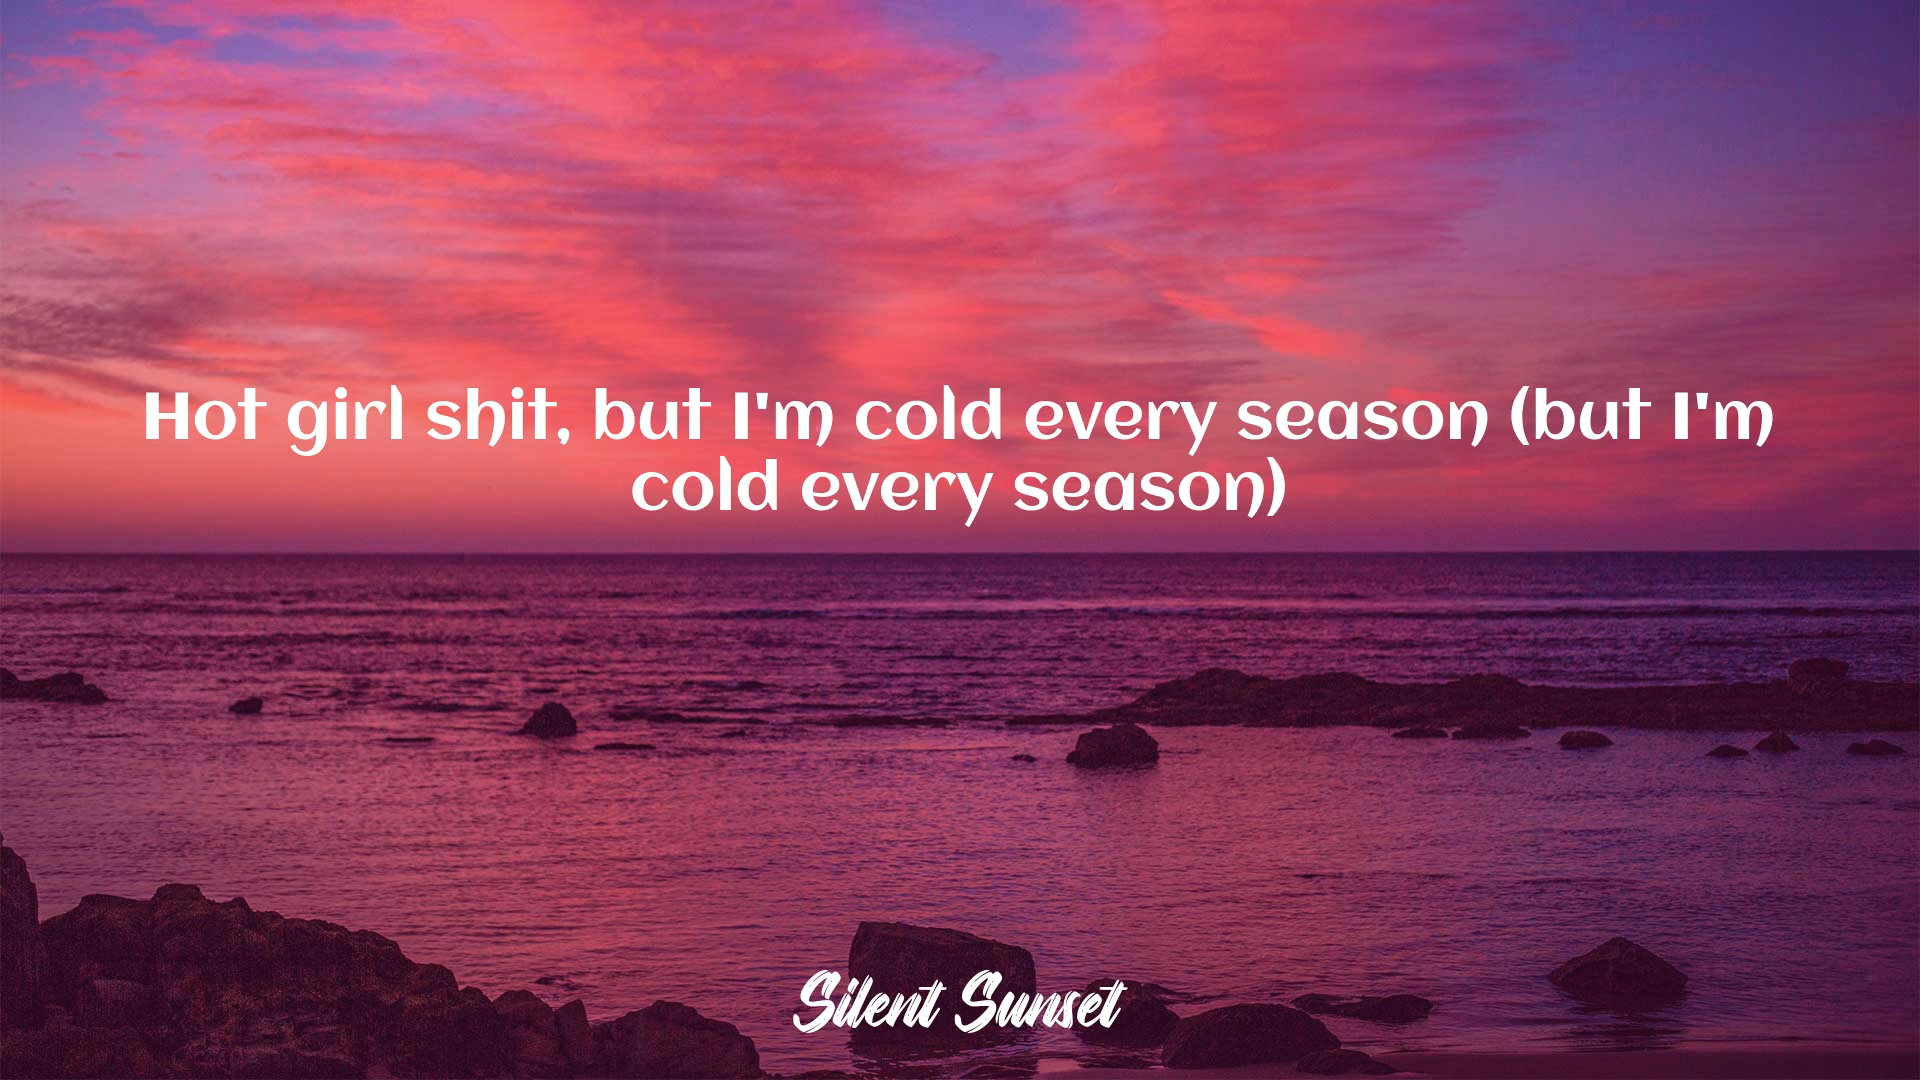 Hot girl shit, but I'm cold every season (but I'm
cold every season)
Silent Sunset